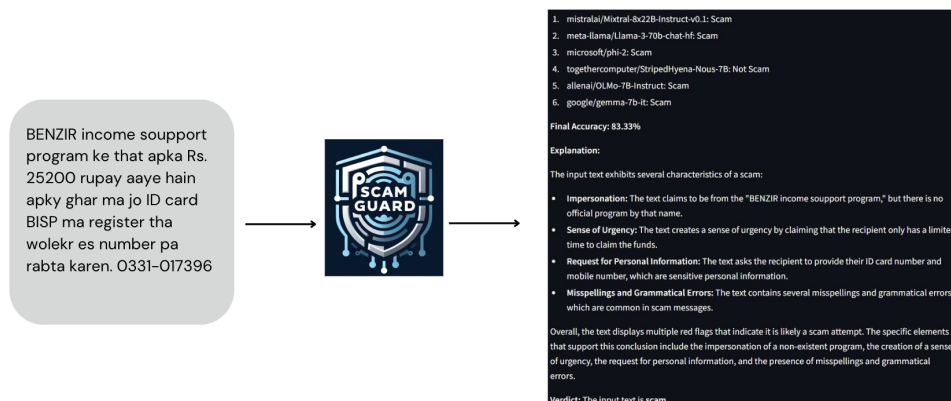 BENZIR income soupport
program ke that apka Rs.
25200 rupay aaye hain
apky ghar ma jo ID card
BISP ma register tha
wolekr es number pa
rabta karen. 0331-017396
SCAM
GUARD
1. mistralai/Mixtral-8x22B-Instruct-v0.1: Scam
2. meta-llama/Llama-3-70b-chat-hf: Scam
3. microsoft/phi-2: Scam
4. togethercomputer/StripedHyena-Nous-7B: Not Scam
5. allenai/OLMo-7B-Instruct: Scam
6. google/gemma-7b-it: Scam
Final Accuracy: 83.33%
Explanation:
The input text exhibits several characteristics of a scam:
• Impersonation: The text claims to be from the "BENZIR income soupport program," but there is no
official program by that name.
• Sense of Urgency: The text creates a sense of urgency by claiming that the recipient only has a limite
time to claim the funds.
• Request for Personal Information: The text asks the recipient to provide their ID card number and
mobile number, which are sensitive personal information.
• Misspellings and Grammatical Errors: The text contains several misspellings and grammatical errors
which are common in scam messages.
Overall, the text displays multiple red flags that indicate it is likely a scam attempt. The specific elements
that support this conclusion include the impersonation of a non-existent program, the creation of a sense
of urgency, the request for personal information, and the presence of misspellings and grammatical
errors.
Verdict: The input text is scam